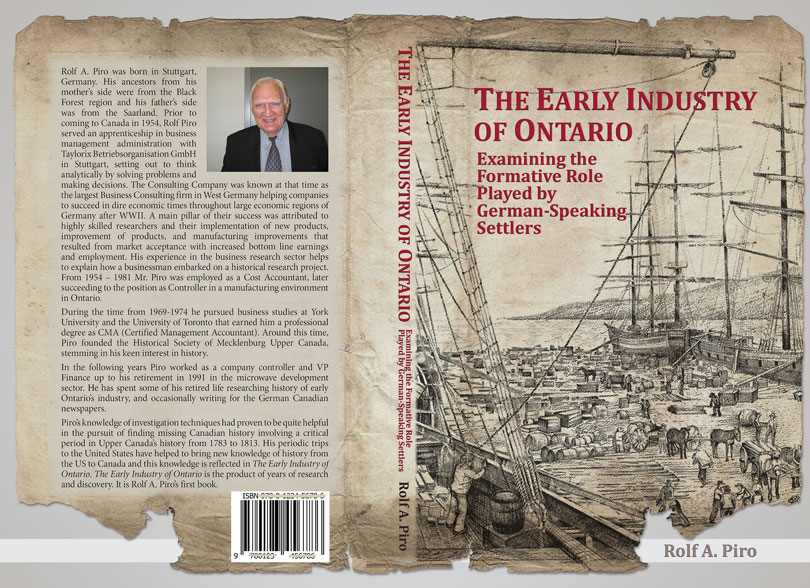 Rolf A. Piro was born in Stuttgart,
Germany. His ancestors from his
mother's side were from the Black
Forest region and his father's side
was from the Saarland. Prior to
coming to Canada in 1954, Rolf Piro
served an apprenticeship in business
management administration with
Taylorix Betriebsorganisation GmbH
in Stuttgart, setting out to think
analytically by solving problems and
making decisions. The Consulting Company was known at that time as
the largest Business Consulting firm in West Germany helping companies
to succeed in dire economic times throughout large economic regions of
Germany after WWII. A main pillar of their success was attributed to
highly skilled researchers and their implementation of new products,
improvement of products, and manufacturing improvements that
resulted from market acceptance with increased bottom line earnings
and employment. His experience in the business research sector helps
to explain how a businessman embarked on a historical research project.
From 1954 – 1981 Mr. Piro was employed as a Cost Accountant, later
succeeding to the position as Controller in a manufacturing environment
in Ontario.
During the time from 1969-1974 he pursued business studies at York
University and the University of Toronto that earned him a professional
degree as CMA (Certified Management Accountant). Around this time,
Piro founded the Historical Society of Mecklenburg Upper Canada,
stemming in his keen interest in history.
In the following years Piro worked as a company controller and VP
Finance up to his retirement in 1991 in the microwave development
sector. He has spent some of his retired life researching history of early
Ontario's industry, and occasionally writing for the German Canadian
newspapers.
Piro's knowledge of investigation techniques had proven to be quite helpful
in the pursuit of finding missing Canadian history involving a critical
period in Upper Canada's history from 1783 to 1813. His periodic trips
to the United States have helped to bring new knowledge of history from
the US to Canada and this knowledge is reflected in The Early Industry of
Ontario. The Early Industry of Ontario is the product of years of research
and discovery. It is Rolf A. Piro's first book.
ISBN 978-0-1234-5678-6
9 780123 456786
The Early Industry of Ontario
Examining the Formative Role
Played by German-Speaking Settlers
Rolf A. Piro
The Early Industry
of Ontario
Examining the
Formative Role
Played by
German-Speaking
Settlers
Rolf A. Piro